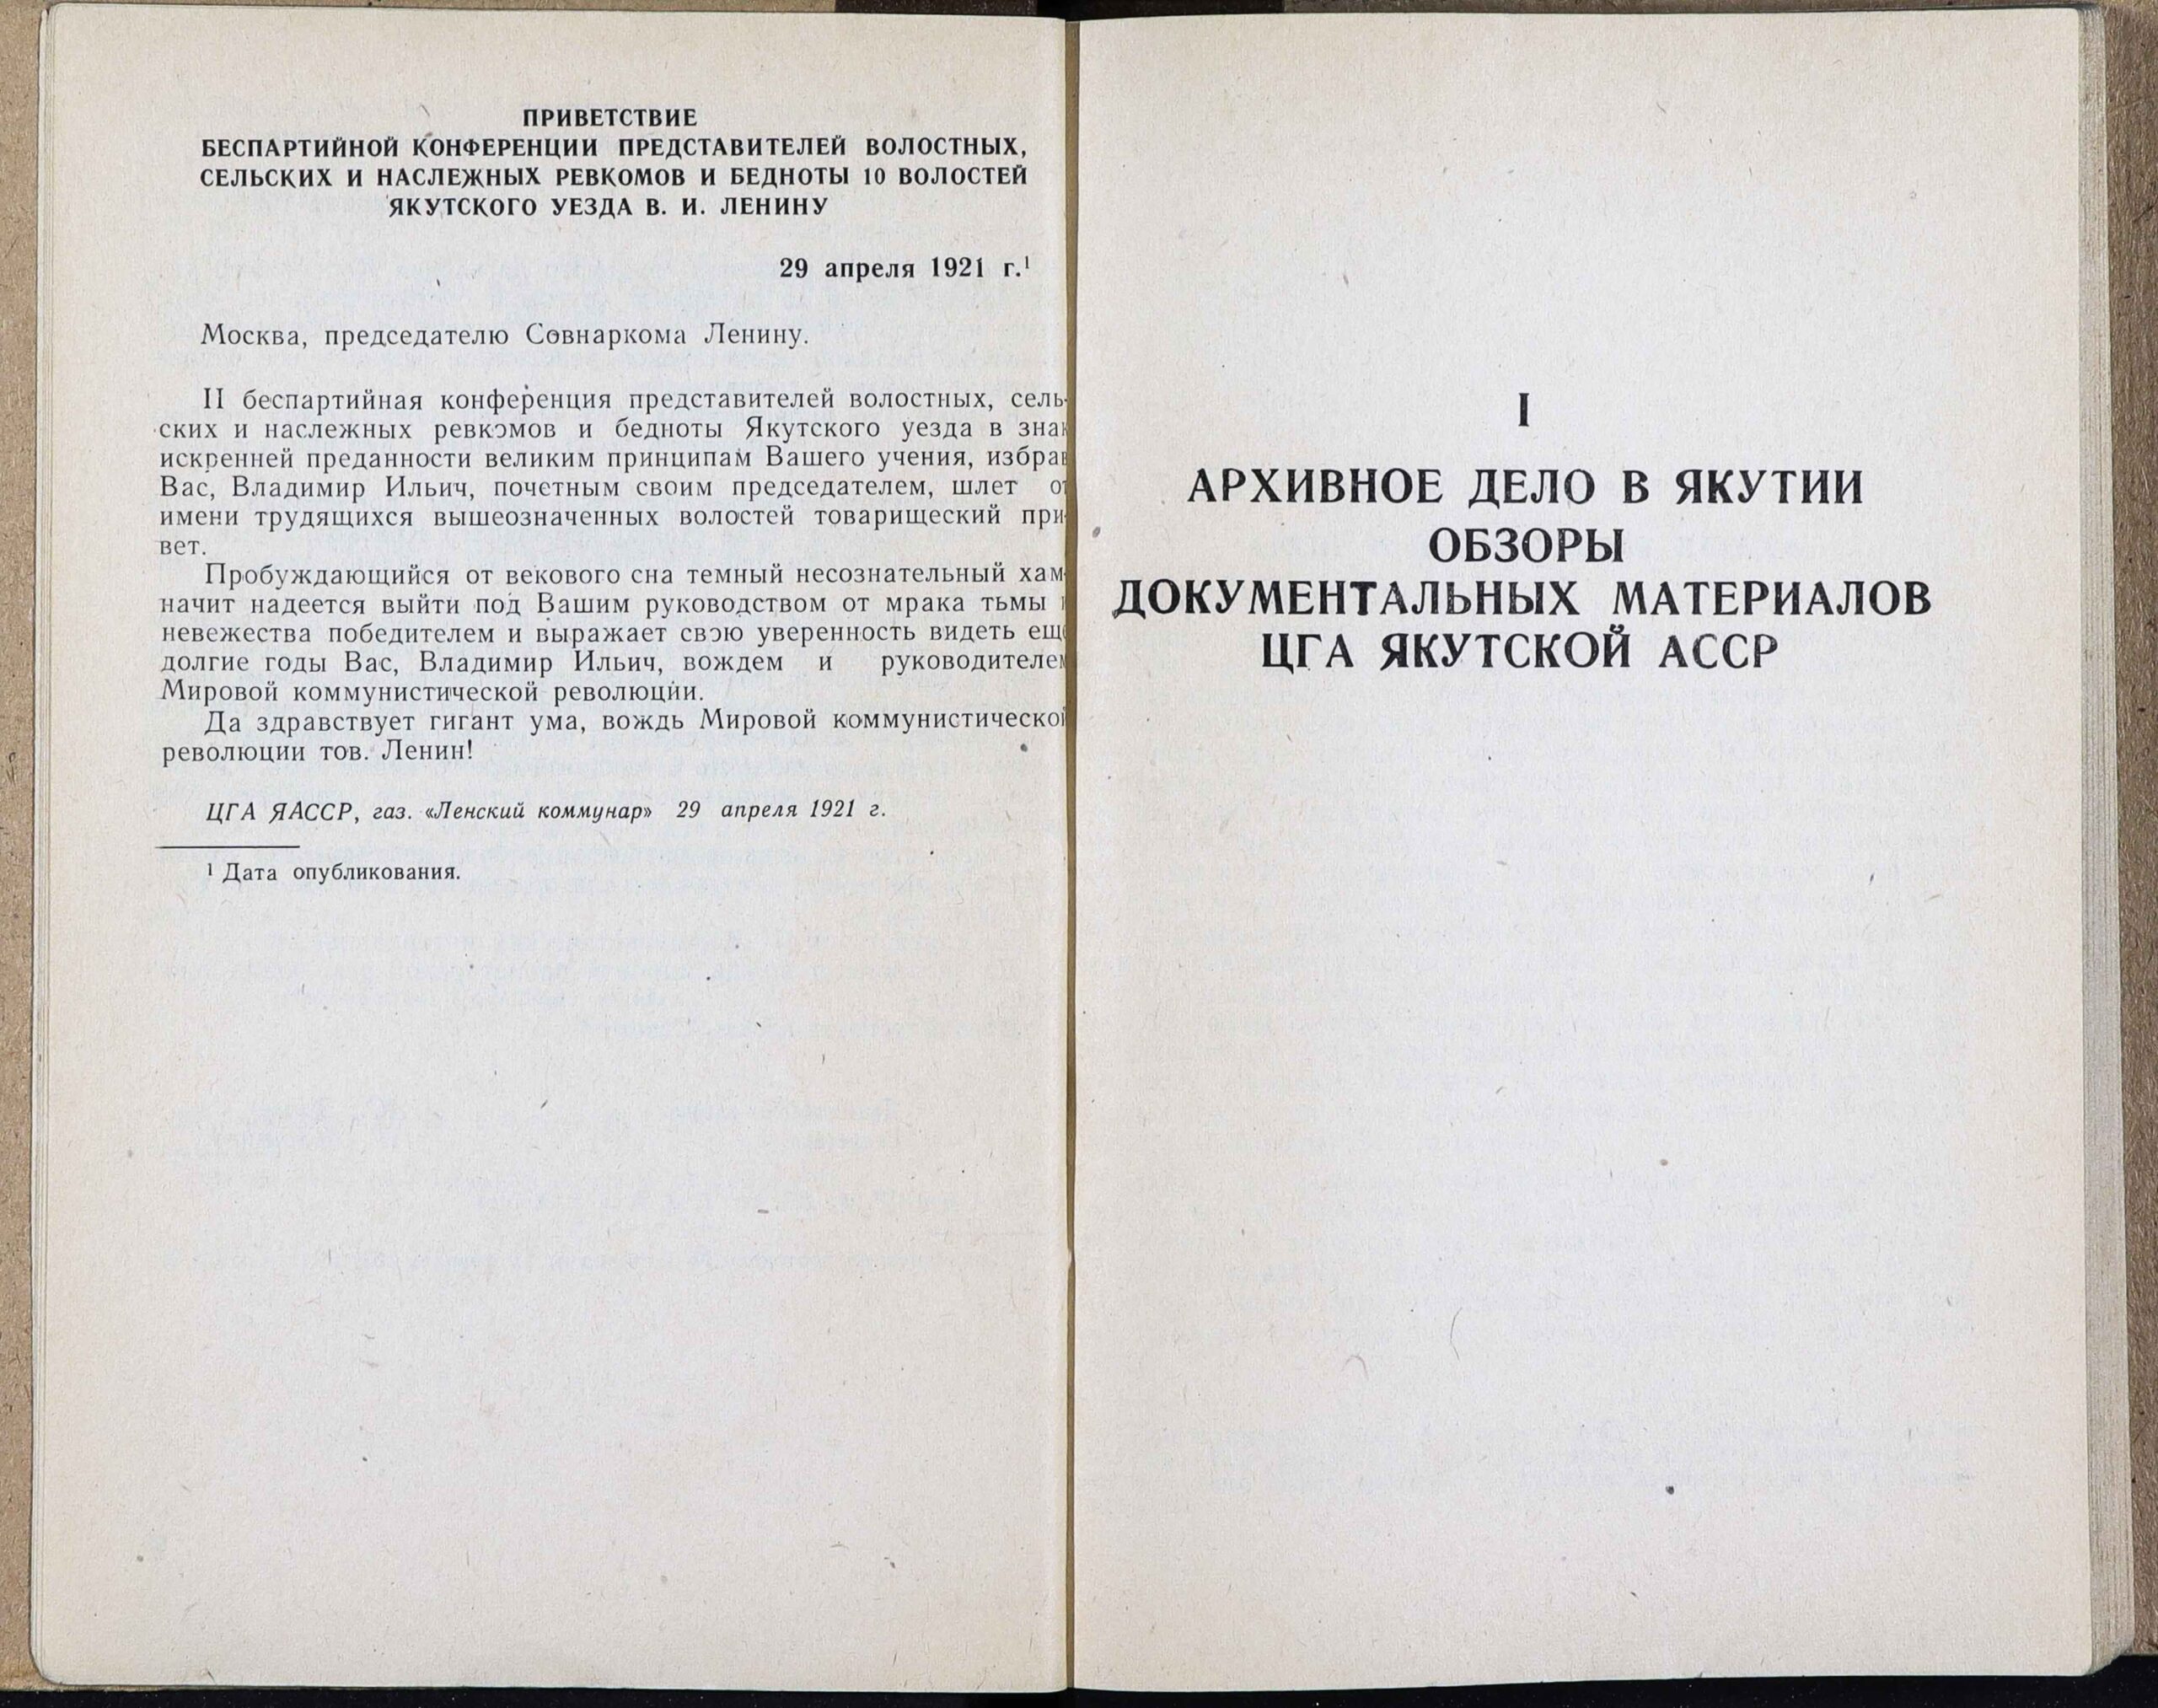 ПРИВЕТСТВИЕ
БЕСПАРТИЙНОЙ КОНФЕРЕНЦИИ ПРЕДСТАВИТЕЛЕЙ ВОЛОСТНЫХ,
СЕЛЬСКИХ И НАСЛЕЖНЫХ РЕВКОМОВ И БЕДНОТЫ 10 ВОЛОСТЕЙ
ЯКУТСКОГО УЕЗДА В. И. ЛЕНИНУ
29 апреля 1921 г.¹
Москва, председателю Совнаркома Ленину.
II беспартийная конференция представителей волостных, сель-
ских и наслежных ревкомов и бедноты Якутского уезда в знак
искренней преданности великим принципам Вашего учения, избрав
Вас, Владимир Ильич, почетным своим председателем, шлет от
имени трудящихся вышеозначенных волостей товарищеский при-
вет.
Пробуждающийся от векового сна темный несознательный хам-
начит надеется выйти под Вашим руководством от мрака тьмы и
невежества победителем и выражает свою уверенность видеть еще
долгие годы Вас, Владимир Ильич, вождем и руководителем
Мировой коммунистической революции.
Да здравствует гигант ума, вождь Мировой коммунистической
революции тов. Ленин!
ЦГА ЯАССР, газ. «Ленский коммунар» 29 апреля 1921 г.
¹ Дата опубликования.
I
АРХИВНОЕ ДЕЛО В ЯКУТИИ
ОБЗОРЫ
ДОКУМЕНТАЛЬНЫХ МАТЕРИАЛОВ
ЦГА ЯКУТСКОЙ АССР